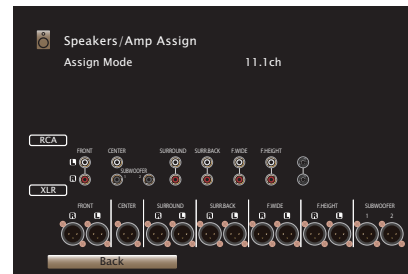 Speakers/Amp Assign
Assign Mode 11.1ch
RCA
FRONT CENTER SURROUND SURR.BACK F.WIDE F.HEIGHT
L
SUBWOOFER
R 2
XLR
FRONT CENTER SURROUND SURR.BACK F.WIDE F.HEIGHT SUBWOOFER
R L R L R L R L R L 1 2
Back